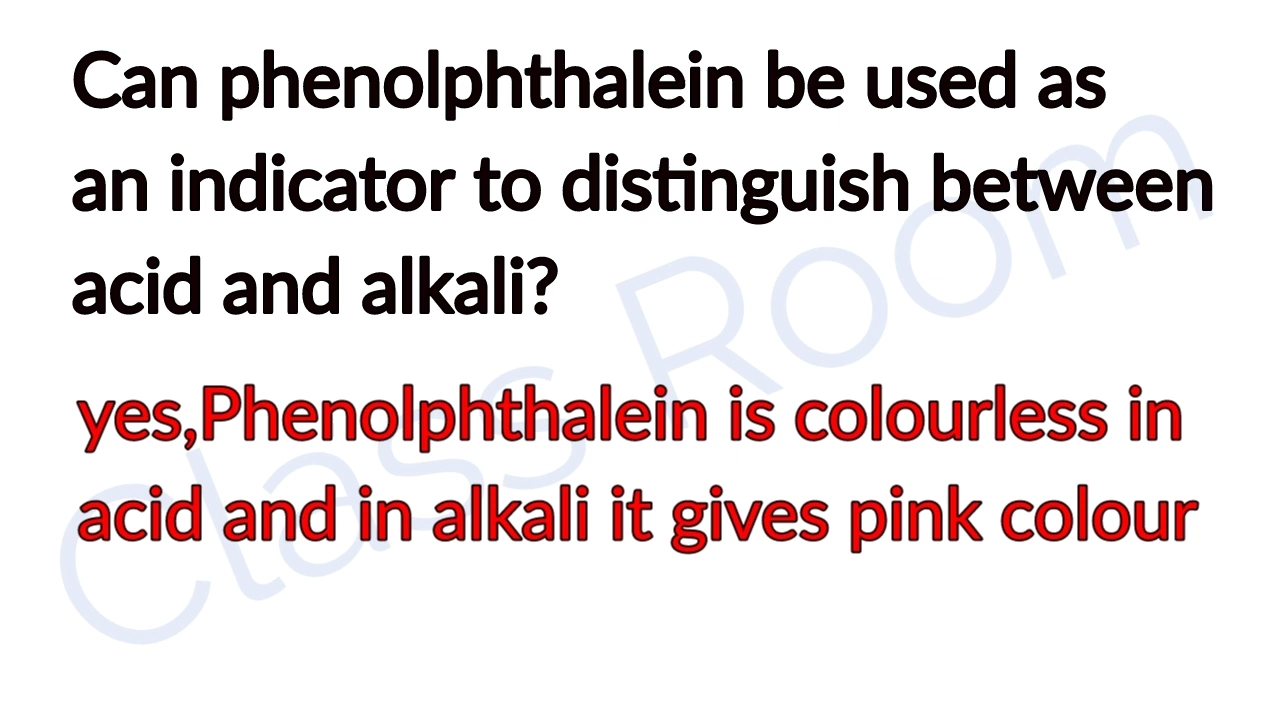 Can phenolphthalein be used as
an indicator to distinguish between
acid and alkali?
yes,Phenolphthalein is colourless in
acid and in alkali it gives pink colour
Class Room